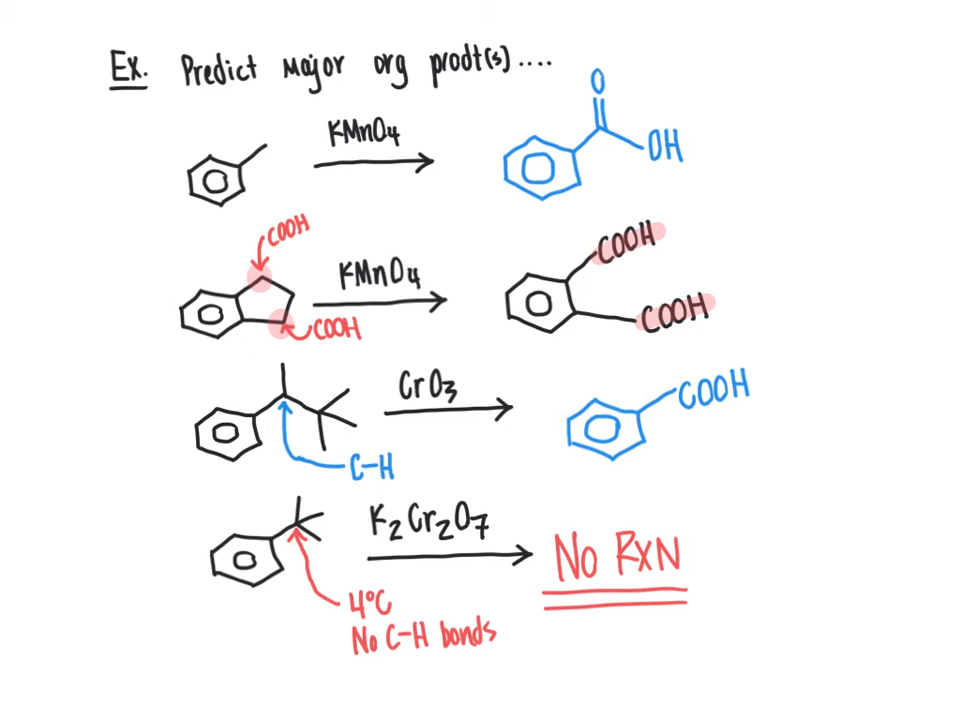 Ex. Predict Major org prodt(s)....
KMnO4
O
OH
COOH
KMnO4
COOH
COOH
COOH
CrO3
COOH
C-H
K2Cr2O7
No RXN
4°C
No C-H bonds